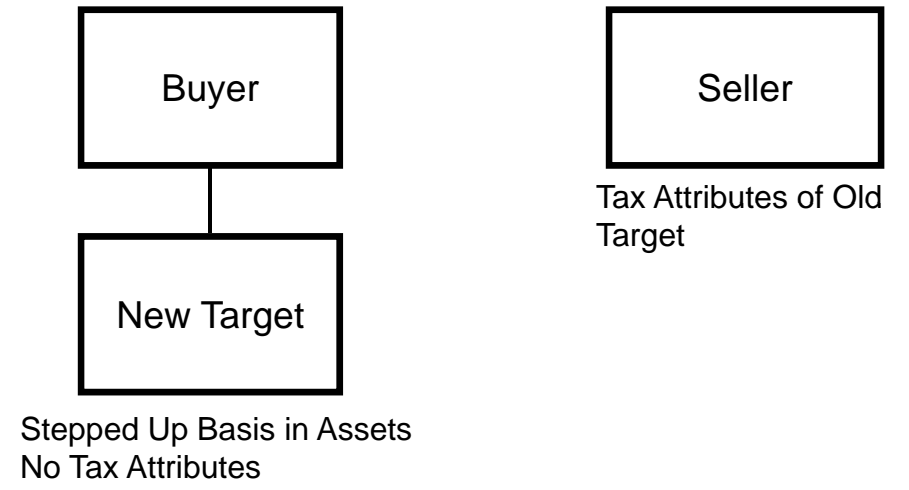 Buyer
Seller
Tax Attributes of Old
Target
New Target
Stepped Up Basis in Assets
No Tax Attributes